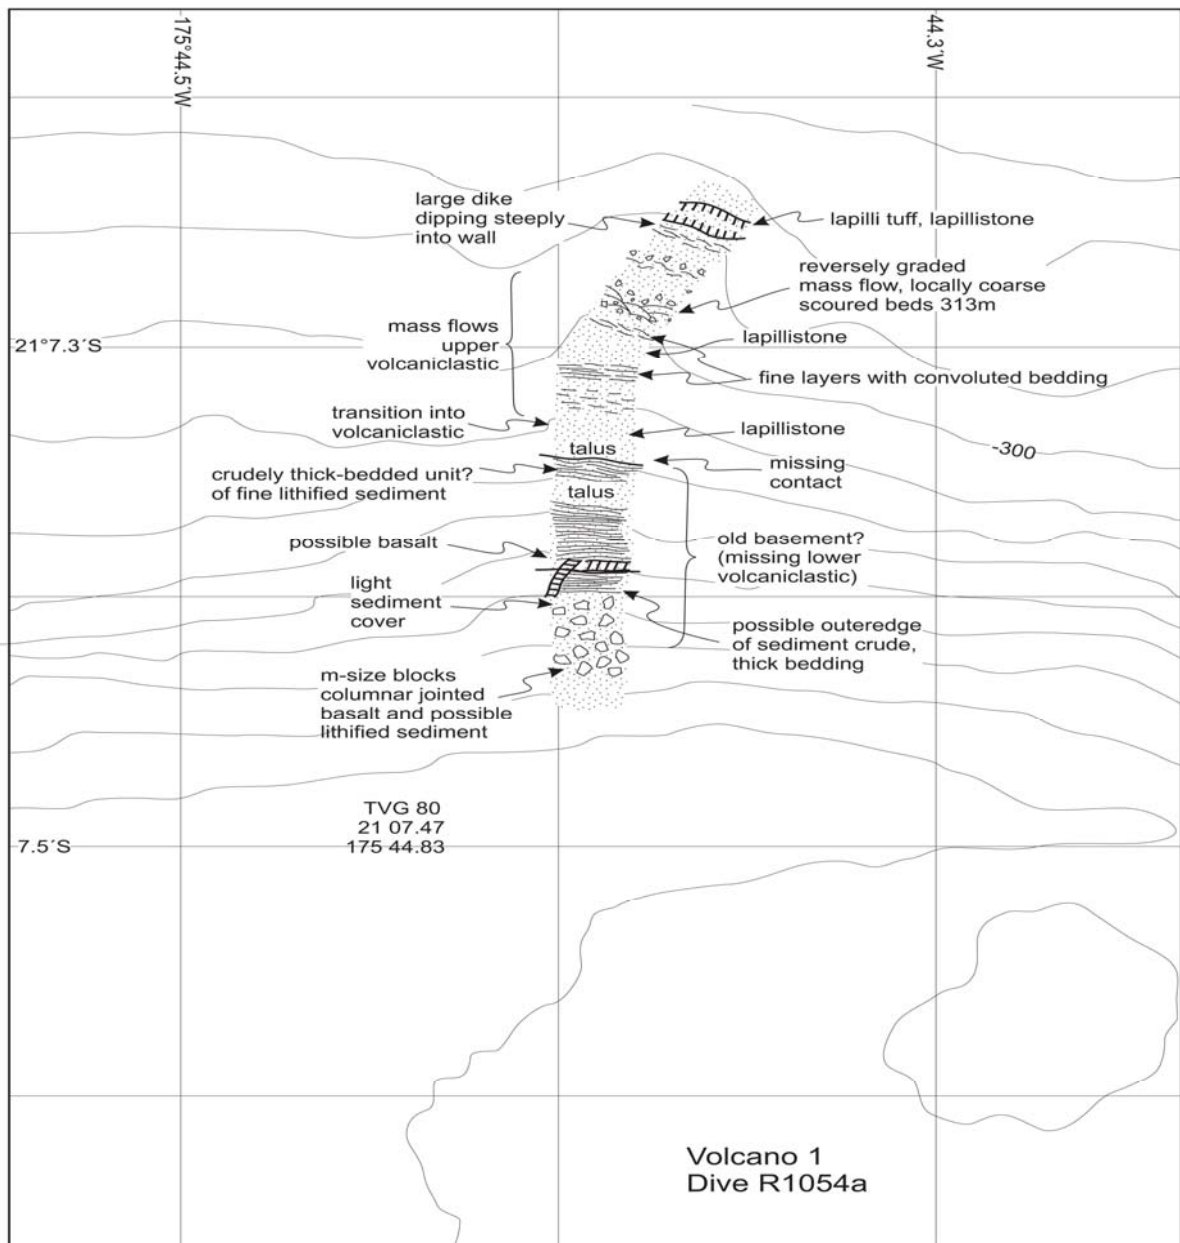 175°44.5´W
44.3´W
large dike
dipping steeply
into wall
lapilli tuff, lapillistone
reversely graded
mass flow, locally coarse
scoured beds 313m
mass flows
upper
volcaniclastic
21°7.3´S
lapillistone
fine layers with convoluted bedding
transition into
volcaniclastic
lapillistone
-300
talus
missing
contact
crudely thick-bedded unit?
of fine lithified sediment
talus
possible basalt
old basement?
(missing lower
volcaniclastic)
light
sediment
cover
possible outeredge
of sediment crude,
thick bedding
m-size blocks
columnar jointed
basalt and possible
lithified sediment
TVG 80
21 07.47
175 44.83
7.5´S
Volcano 1
Dive R1054a